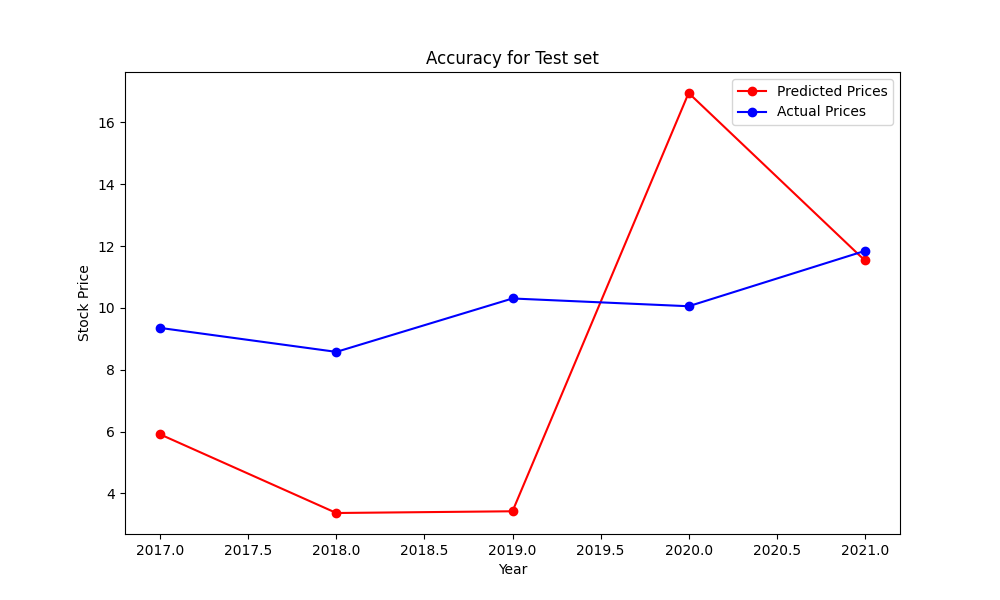 Accuracy for Test set
Predicted Prices
Actual Prices
Stock Price
16
14
12
10
8
6
4
2017.0 2017.5 2018.0 2018.5 2019.0 2019.5 2020.0 2020.5 2021.0
Year